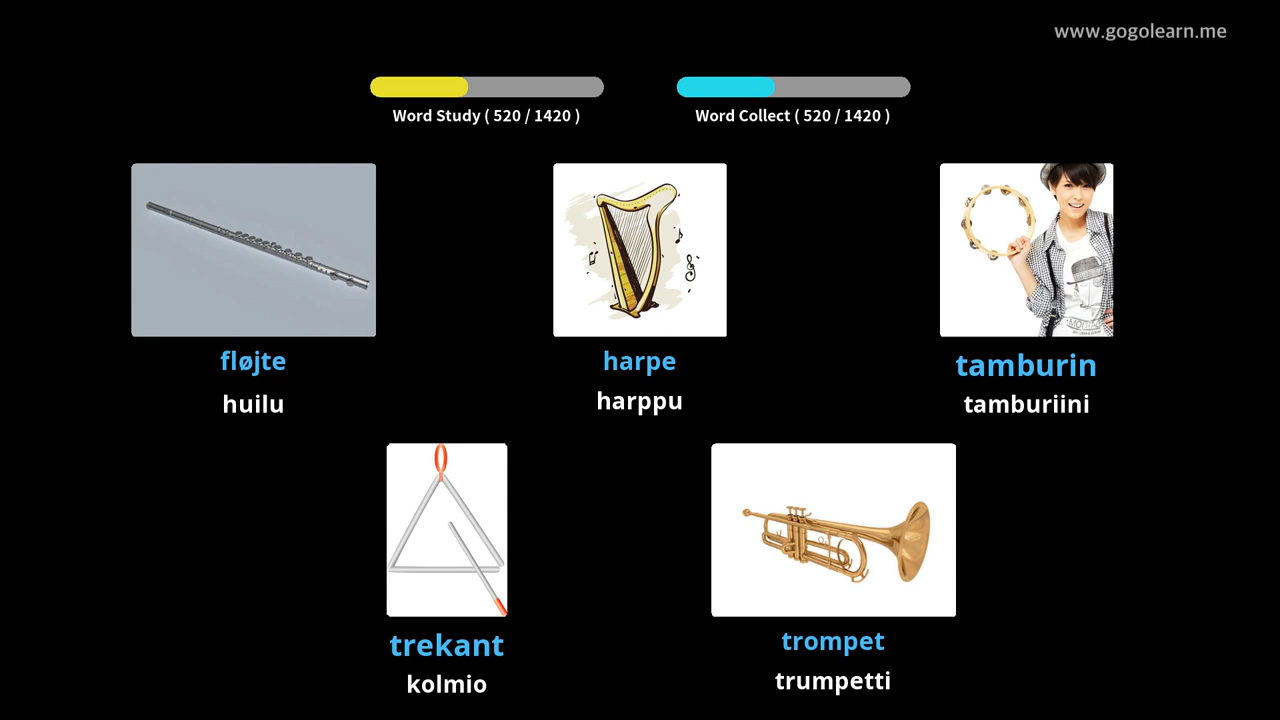 www.gogolearn.me
Word Study ( 520 / 1420 )
Word Collect ( 520 / 1420 )
fløjte
harpe
tamburin
huilu
harppu
tamburiini
trekant
trompet
kolmio
trumpetti